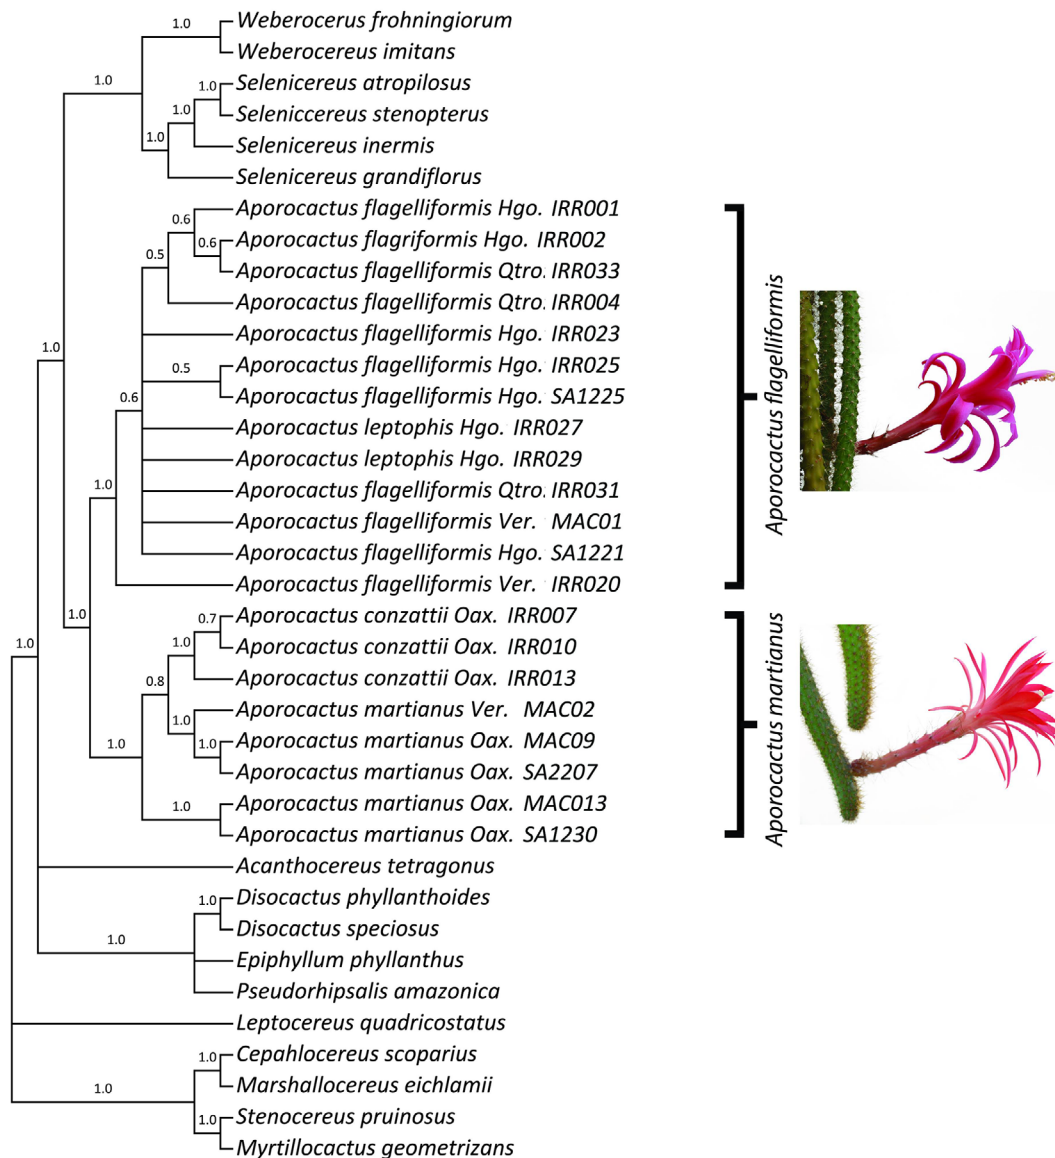 1.0 Weberocerus frohningiorum
Weberocereus imitans
1.0
1.0 Selenicereus atropilosus
1.0 Seleniccereus stenopterus
1.0 Selenicereus inermis
Selenicereus grandiflorus
Aporocactus flagelliformis Hgo. IRR001
0.6
0.6 Aporocactus flagriformis Hgo. IRR002
0.5 Aporocactus flagelliformis Qtro. IRR033
Aporocactus flagelliformis Qtro. IRR004
Aporocactus flagelliformis Hgo. IRR023
1.0
0.5 Aporocactus flagelliformis Hgo. IRR025
Aporocactus flagelliformis Hgo. SA1225
0.6
Aporocactus leptophis Hgo. IRR027
Aporocactus leptophis Hgo. IRR029
1.0 Aporocactus flagelliformis Qtro. IRR031
Aporocactus flagelliformis Ver. MAC01
Aporocactus flagelliformis Hgo. SA1221
Aporocactus flagelliformis Ver. IRR020
Aporocactus flagelliformis
1.0
0.7 Aporocactus conzattii Oax. IRR007
1.0
1.0 Aporocactus conzattii Oax. IRR010
0.8 Aporocactus conzattii Oax. IRR013
Aporocactus martianus Ver. MAC02
1.0
1.0 Aporocactus martianus Oax. MAC09
1.0
Aporocactus martianus Oax. SA2207
1.0 Aporocactus martianus Oax. MAC013
Aporocactus martianus Oax. SA1230
Aporocactus martianus
Acanthocereus tetragonus
1.0 Disocactus phyllanthoides
Disocactus speciosus
1.0
Epiphyllum phyllanthus
Pseudorhipsalis amazonica
Leptocereus quadricostatus
1.0 Cepahlocereus scoparius
Marshallocereus eichlamii
1.0
1.0 Stenocereus pruinosus
Myrtillocactus geometrizans